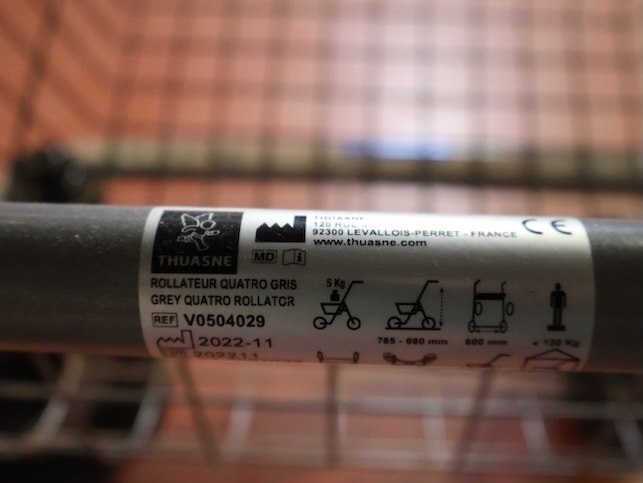 THUASNE
THUASNE
92300 LEVALLOIS-PERRET - FRANCE
www.thuasne.com
CE
MD
ROLLATEUR QUATRO GRIS
GREY QUATRO ROLLATOR
REF V0504029
2022-11
202211
5 Kg
785 - 980 mm
600 mm
< 130 Kg